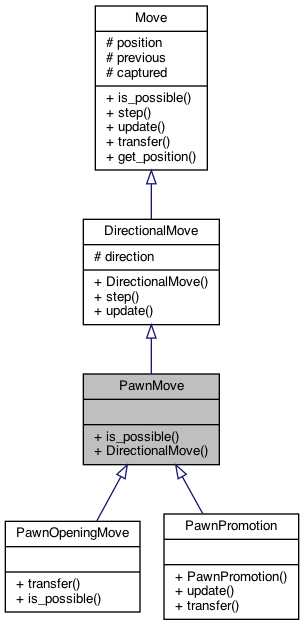 Move
# position
# previous
# captured
+ is_possible()
+ step()
+ update()
+ transfer()
+ get_position()
DirectionalMove
# direction
+ DirectionalMove()
+ step()
+ update()
PawnMove
+ is_possible()
+ DirectionalMove()
PawnOpeningMove
+ transfer()
+ is_possible()
PawnPromotion
+ PawnPromotion()
+ update()
+ transfer()